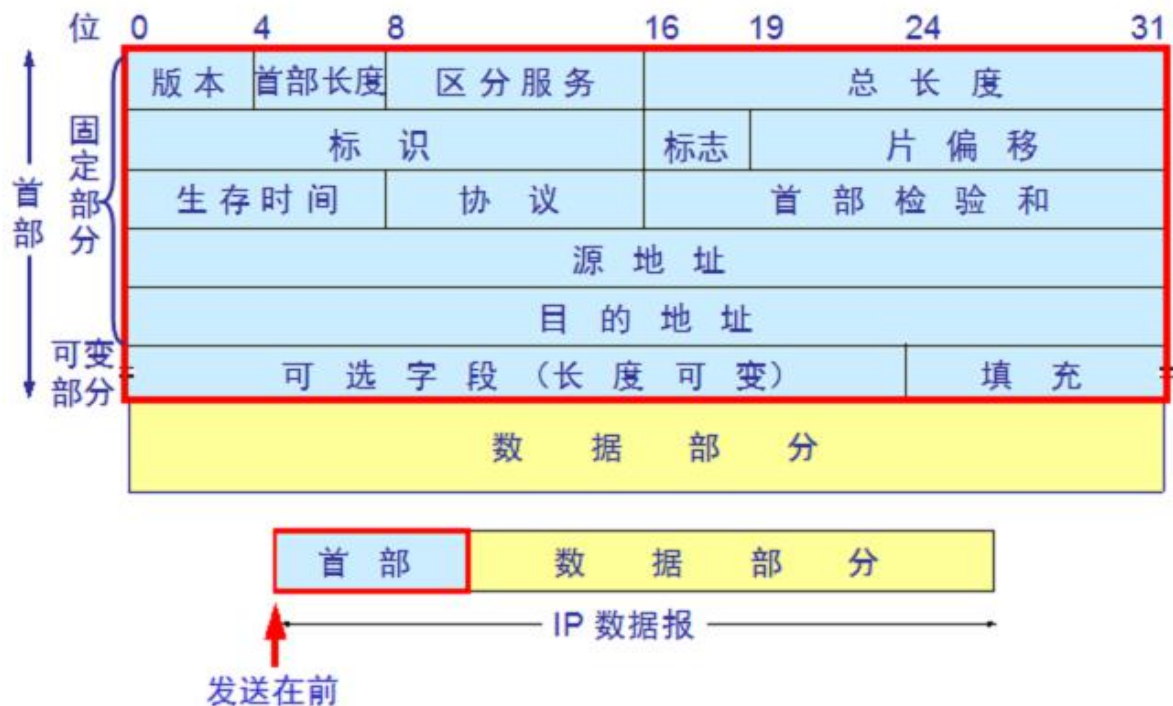 位 0 4 8 16 19 24 31
版本 首部长度 区分服务 总长度
标识 标志 片偏移
生存时间 协议 首部检验和
源地址
目的地址
可选字段（长度可变） 填充
数据部分
首部
固定部分
可变
部分
首部 数据部分
IP 数据报
发送在前